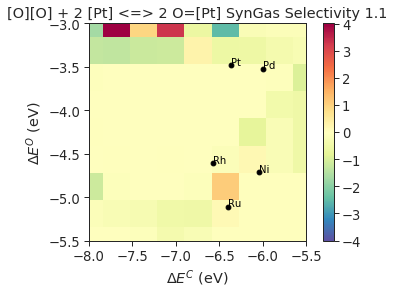 [O][O] + 2 [Pt] <=> 2 O=[Pt] SynGas Selectivity 1.1
−3.0
−3.5
−4.0
−4.5
−5.0
−5.5
ΔE^O (eV)
Pt
Pd
Rh
Ni
Ru
−8.0 −7.5 −7.0 −6.5 −6.0 −5.5
ΔE^C (eV)
4
3
2
1
0
−1
−2
−3
−4